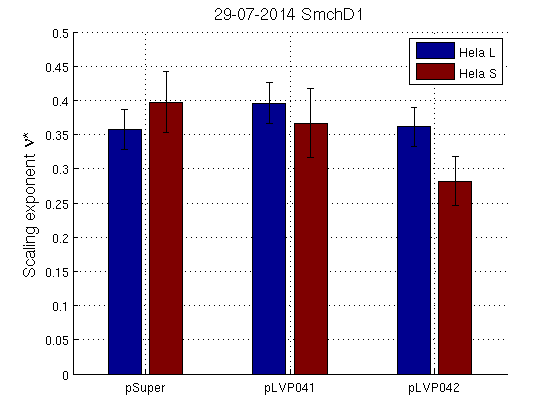 29-07-2014 SmchD1
0.5
0.45
0.4
0.35
0.3
0.25
0.2
0.15
0.1
0.05
0
Scaling exponent ν*
Hela L
Hela S
pSuper pLVP041 pLVP042